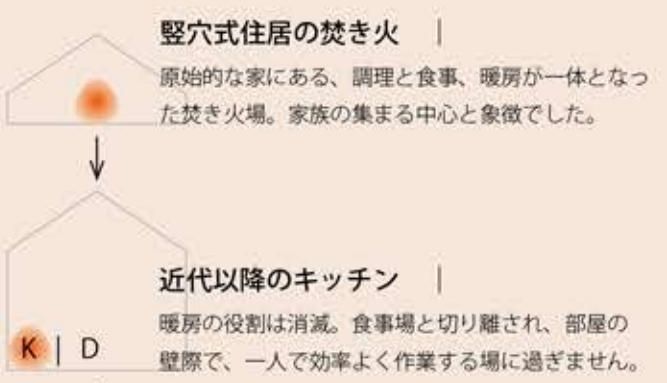 竪穴式住居の焚き火 |
原始的な家にある、調理と食事、暖房が一体となっ
た焚き火場。家族の集まる中心と象徴でした。
近代以降のキッチン |
暖房の役割は消滅。食事場と切り離され、部屋の
K | D
壁際で、一人で効率よく作業する場に過ぎません。